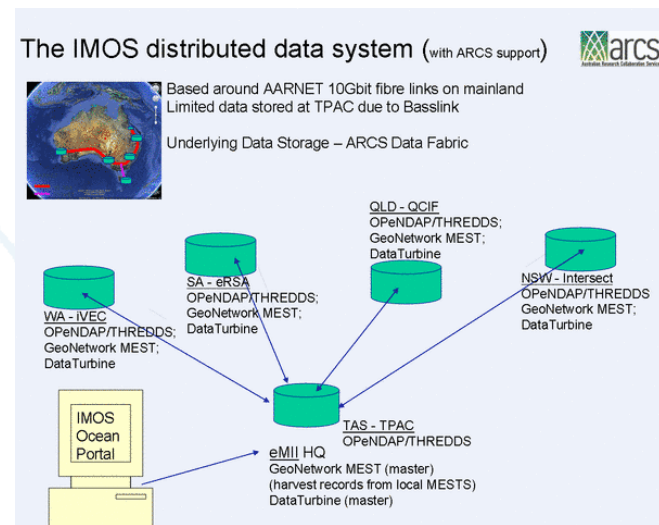 The IMOS distributed data system (with ARCS support)
arcs
Australian Research Collaboration Service
Based around AARNET 10Gbit fibre links on mainland
Limited data stored at TPAC due to Basslink
Underlying Data Storage – ARCS Data Fabric
QLD - QCIF
OPeNDAP/THREDDS;
GeoNetwork MEST;
DataTurbine
SA - eRSA
OPeNDAP/THREDDS;
GeoNetwork MEST;
DataTurbine
NSW - Intersect
OPeNDAP/THREDDS
GeoNetwork MEST;
DataTurbine
WA - iVEC
OPeNDAP/THREDDS;
GeoNetwork MEST;
DataTurbine
IMOS
Ocean
Portal
TAS - TPAC
OPeNDAP/THREDDS
eMII HQ
GeoNetwork MEST (master)
(harvest records from local MESTS)
DataTurbine (master)